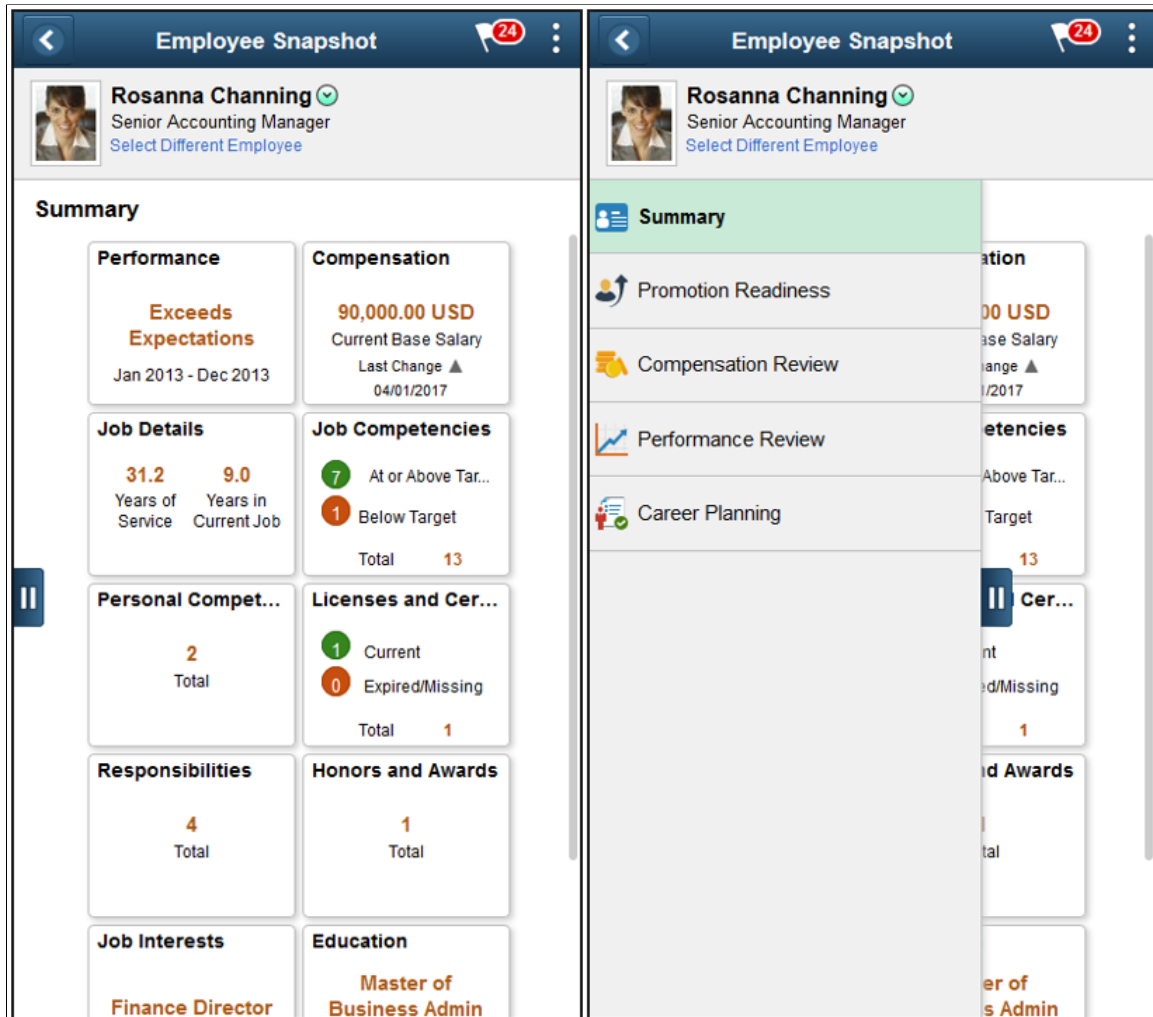 Employee Snapshot
24
Rosanna Channing
Senior Accounting Manager
Select Different Employee
Summary
Performance
Exceeds
Expectations
Jan 2013 - Dec 2013
Compensation
90,000.00 USD
Current Base Salary
Last Change
04/01/2017
Job Details
31.2 9.0
Years of Years in
Service Current Job
Job Competencies
7 At or Above Tar...
1 Below Target
Total 13
Personal Compet...
2
Total
Licenses and Cer...
1 Current
0 Expired/Missing
Total 1
Responsibilities
4
Total
Honors and Awards
1
Total
Job Interests
Finance Director
Education
Master of
Business Admin
Employee Snapshot
24
Rosanna Channing
Senior Accounting Manager
Select Different Employee
Summary
Promotion Readiness
Compensation Review
Performance Review
Career Planning
ation
00 USD
ase Salary
ange
1/2017
etencies
Above Tar...
Target
13
Cer...
nt
ed/Missing
1
nd Awards
tal
er of
s Admin